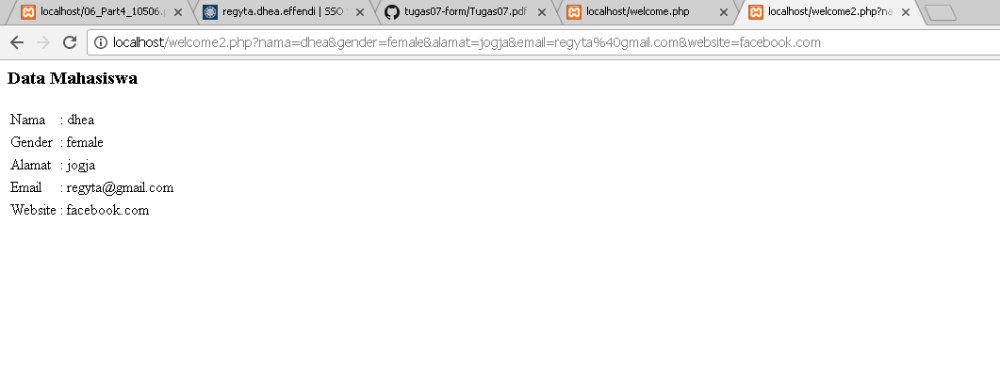 localhost/06_Part4_10506.p
regyta.dhea.effendi | SSO
tugas07-form/Tugas07.pdf
localhost/welcome.php
localhost/welcome2.php?na
localhost/welcome2.php?nama=dhea&gender=female&alamat=jogja&email=regyta%40gmail.com&website=facebook.com
Data Mahasiswa
Nama : dhea
Gender : female
Alamat : jogja
Email : regyta@gmail.com
Website : facebook.com